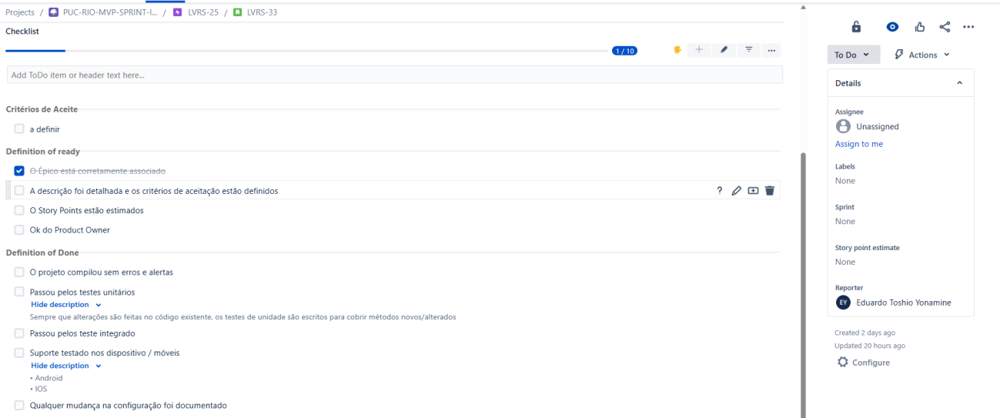 Projects / PUC-RIO-MVP-SPRINT-I... / LVRS-25 / LVRS-33
Checklist
1 / 10
Add ToDo item or header text here...
Critérios de Aceite
a definir
Definition of ready
O Épico está corretamente associado
A descrição foi detalhada e os critérios de aceitação estão definidos
O Story Points estão estimados
Ok do Product Owner
Definition of Done
O projeto compilou sem erros e alertas
Passou pelos testes unitários
Hide description
Sempre que alterações são feitas no código existente, os testes de unidade são escritos para cobrir métodos novos/alterados
Passou pelos teste integrado
Suporte testado nos dispositivo / móveis
Hide description
• Android
• IOS
Qualquer mudança na configuração foi documentado
To Do
Actions
Details
Assignee
Unassigned
Assign to me
Labels
None
Sprint
None
Story point estimate
None
Reporter
EY Eduardo Toshio Yonamine
Created 2 days ago
Updated 20 hours ago
Configure